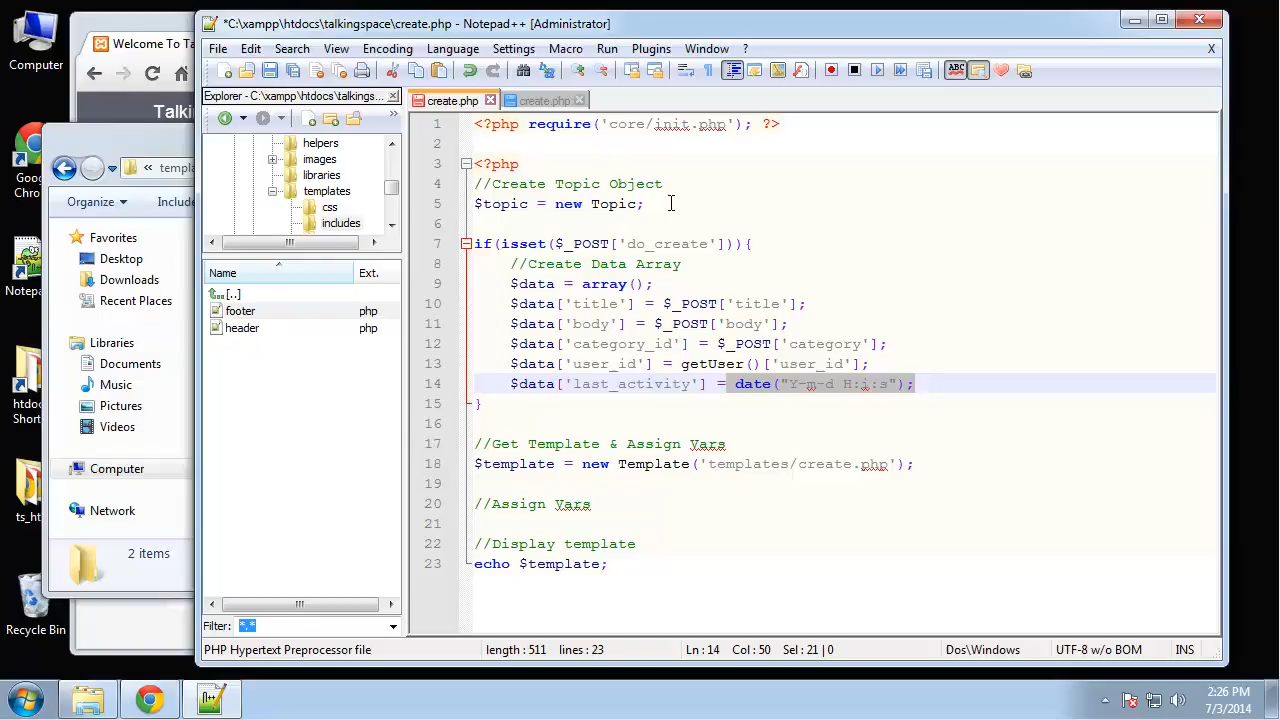 Computer
Welcome To Ta
Talkin
Goog
Chro
Notep
htdoc
Short
ts_ht
Recycle Bin
templa
Organize
Include
Favorites
Desktop
Downloads
Recent Places
Libraries
Documents
Music
Pictures
Videos
Computer
Network
2 items
*C:\xampp\htdocs\talkingspace\create.php - Notepad++ [Administrator]
File Edit Search View Encoding Language Settings Macro Run Plugins Window ? X
Explorer - C:\xampp\htdocs\talkings...
create.php create.php
helpers
images
libraries
templates
css
includes
Name Ext.
[..]
footer php
header php
Filter: *.*
1 <?php require('core/init.php'); ?>
2
3 <?php
4 //Create Topic Object
5 $topic = new Topic;
6
7 if(isset($_POST['do_create'])){
8 //Create Data Array
9 $data = array();
10 $data['title'] = $_POST['title'];
11 $data['body'] = $_POST['body'];
12 $data['category_id'] = $_POST['category'];
13 $data['user_id'] = getUser()['user_id'];
14 $data['last_activity'] = date("Y-m-d H:i:s");
15 }
16
17 //Get Template & Assign Vars
18 $template = new Template('templates/create.php');
19
20 //Assign Vars
21
22 //Display template
23 echo $template;
PHP Hypertext Preprocessor file length : 511 lines : 23 Ln : 14 Col : 50 Sel : 21 | 0 Dos\Windows UTF-8 w/o BOM INS
2:26 PM
7/3/2014